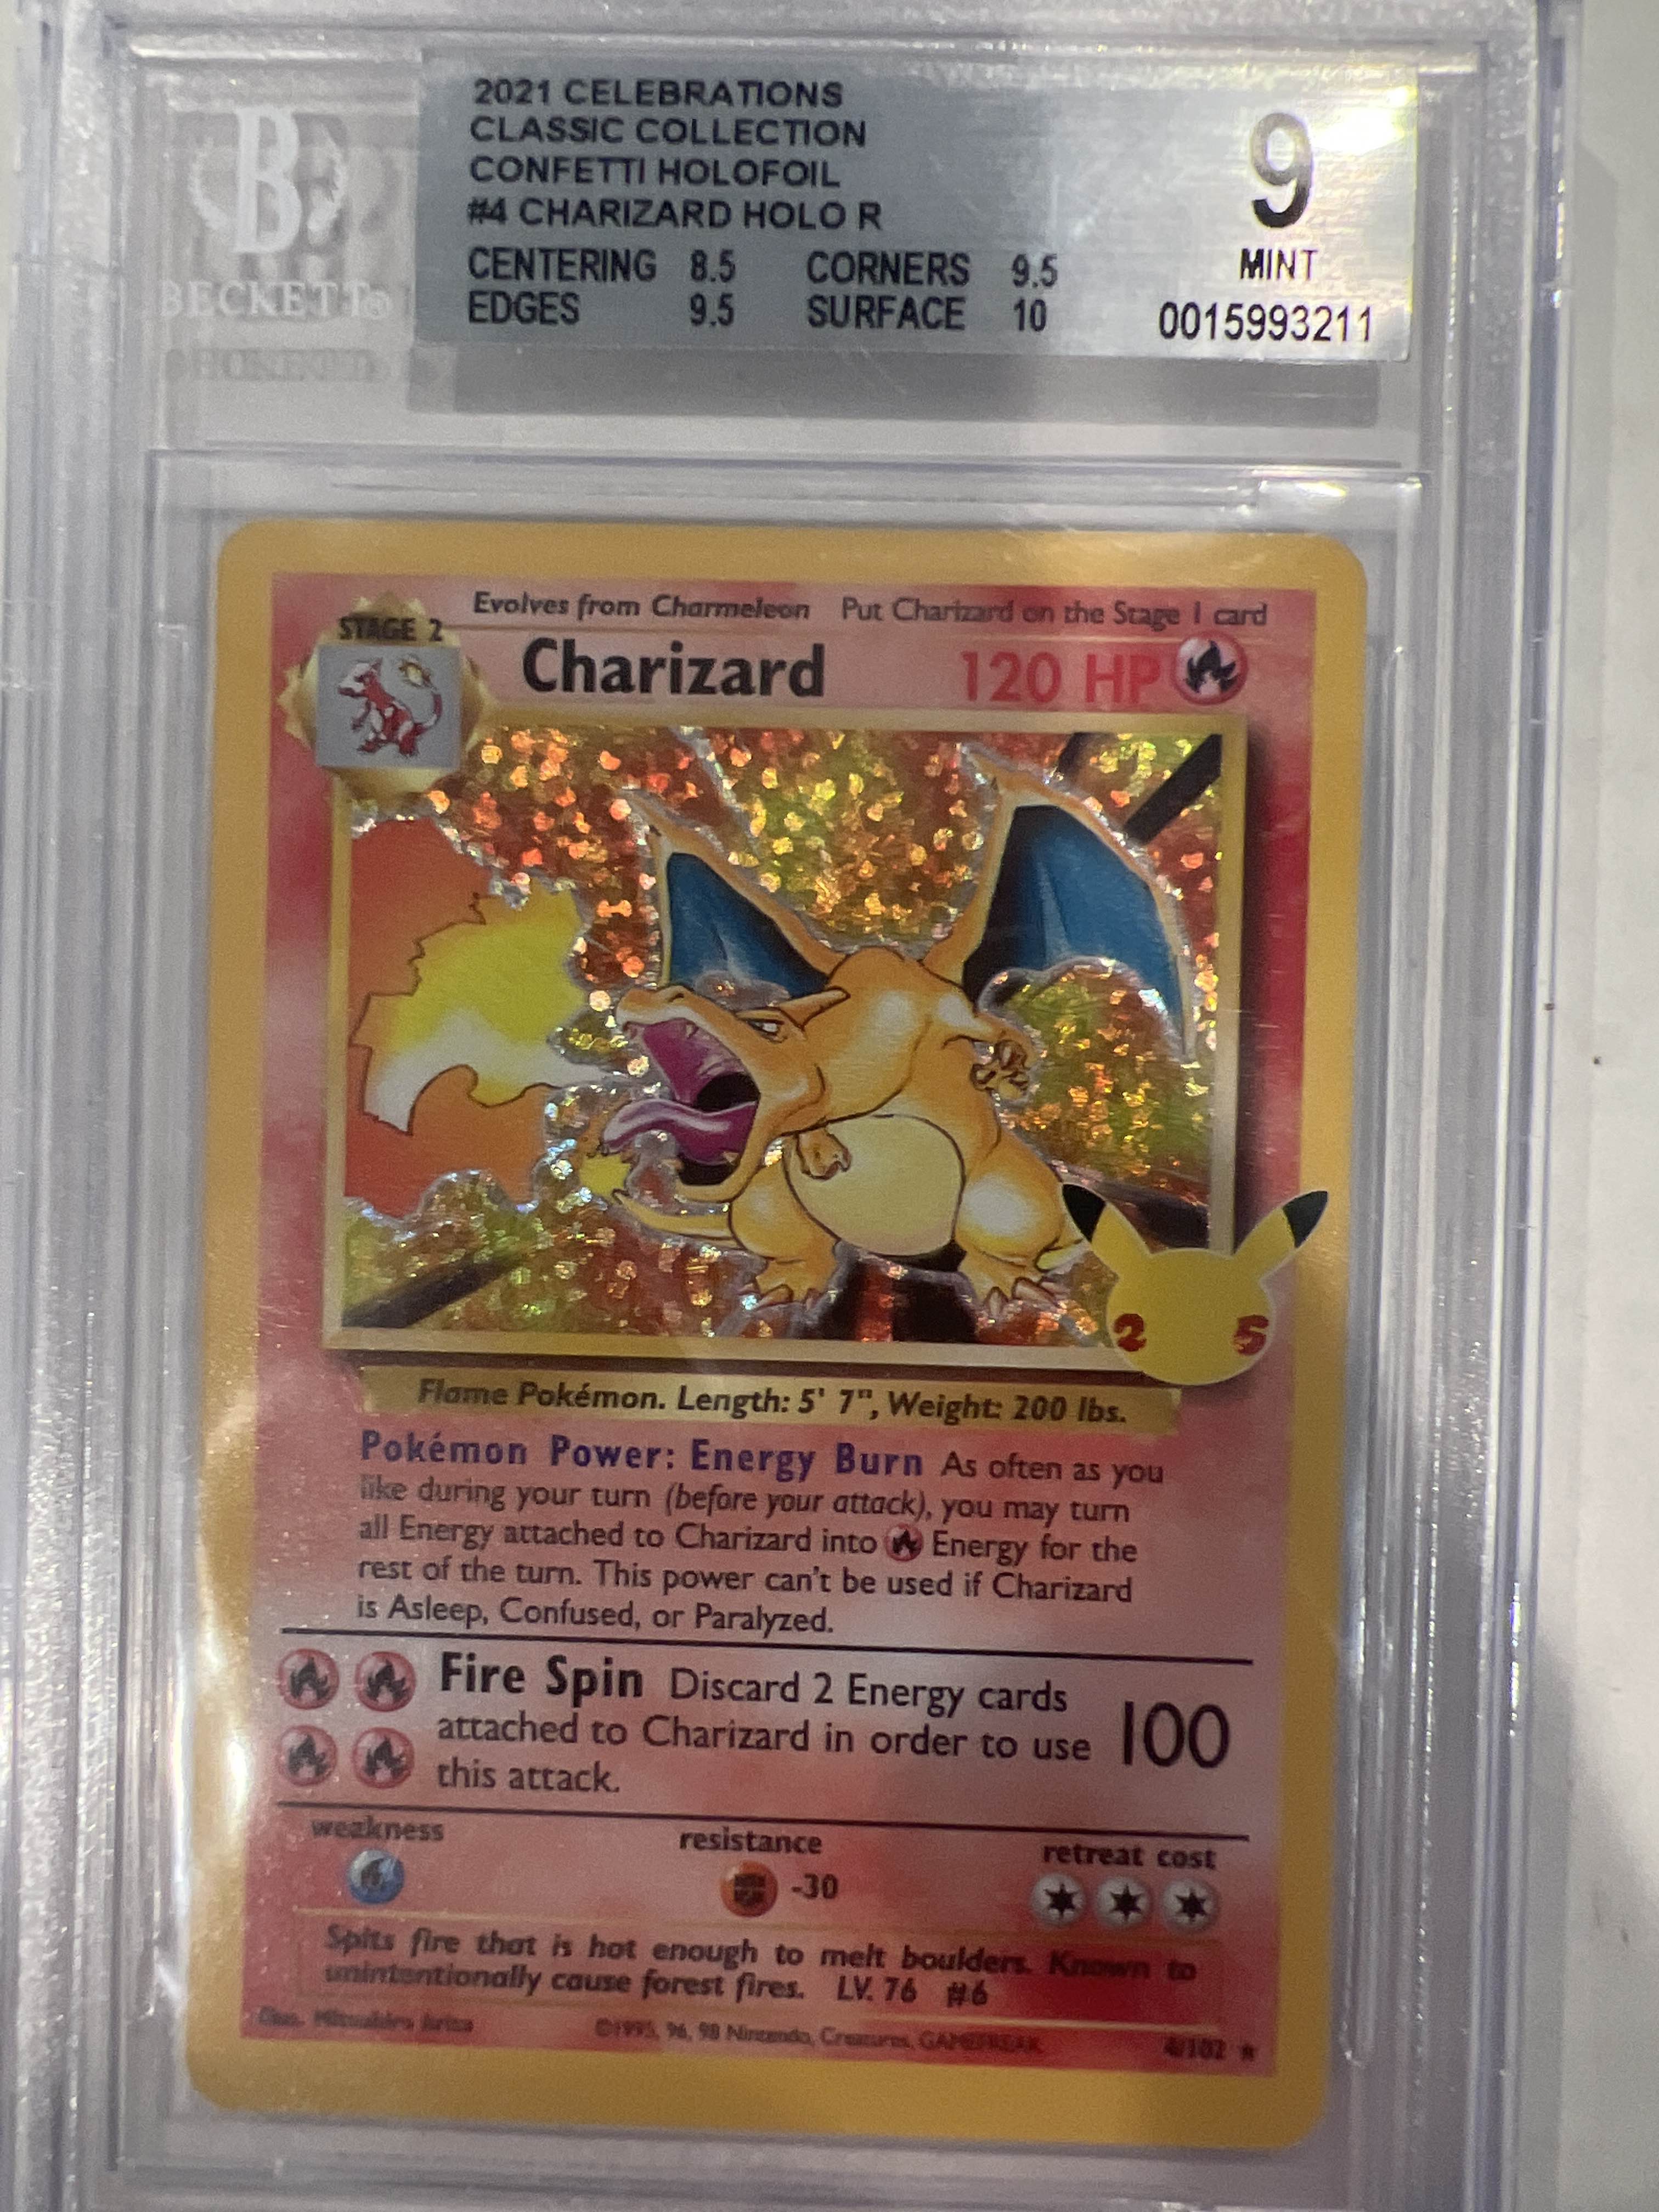 2021 CELEBRATIONS
CLASSIC COLLECTION
CONFETTI HOLOFOIL
#4 CHARIZARD HOLO R
CENTERING 8.5 CORNERS 9.5
EDGES 9.5 SURFACE 10
9
MINT
0015993211
B
BECKETT®
Evolves from Charmeleon Put Charizard on the Stage 1 card
STAGE 2
Charizard 120 HP
2 5
Flame Pokémon. Length: 5' 7", Weight: 200 lbs.
Pokémon Power: Energy Burn As often as you
like during your turn (before your attack), you may turn
all Energy attached to Charizard into Energy for the
rest of the turn. This power can't be used if Charizard
is Asleep, Confused, or Paralyzed.
Fire Spin Discard 2 Energy cards
attached to Charizard in order to use 100
this attack.
weakness resistance retreat cost
-30
Spits fire that is hot enough to melt boulders. Known to
unintentionally cause forest fires. LV. 76 #6
Illus. Mitsuhiro Arita ©1995, 96, 98 Nintendo, Creatures, GAMEFREAK. 4/102 ★